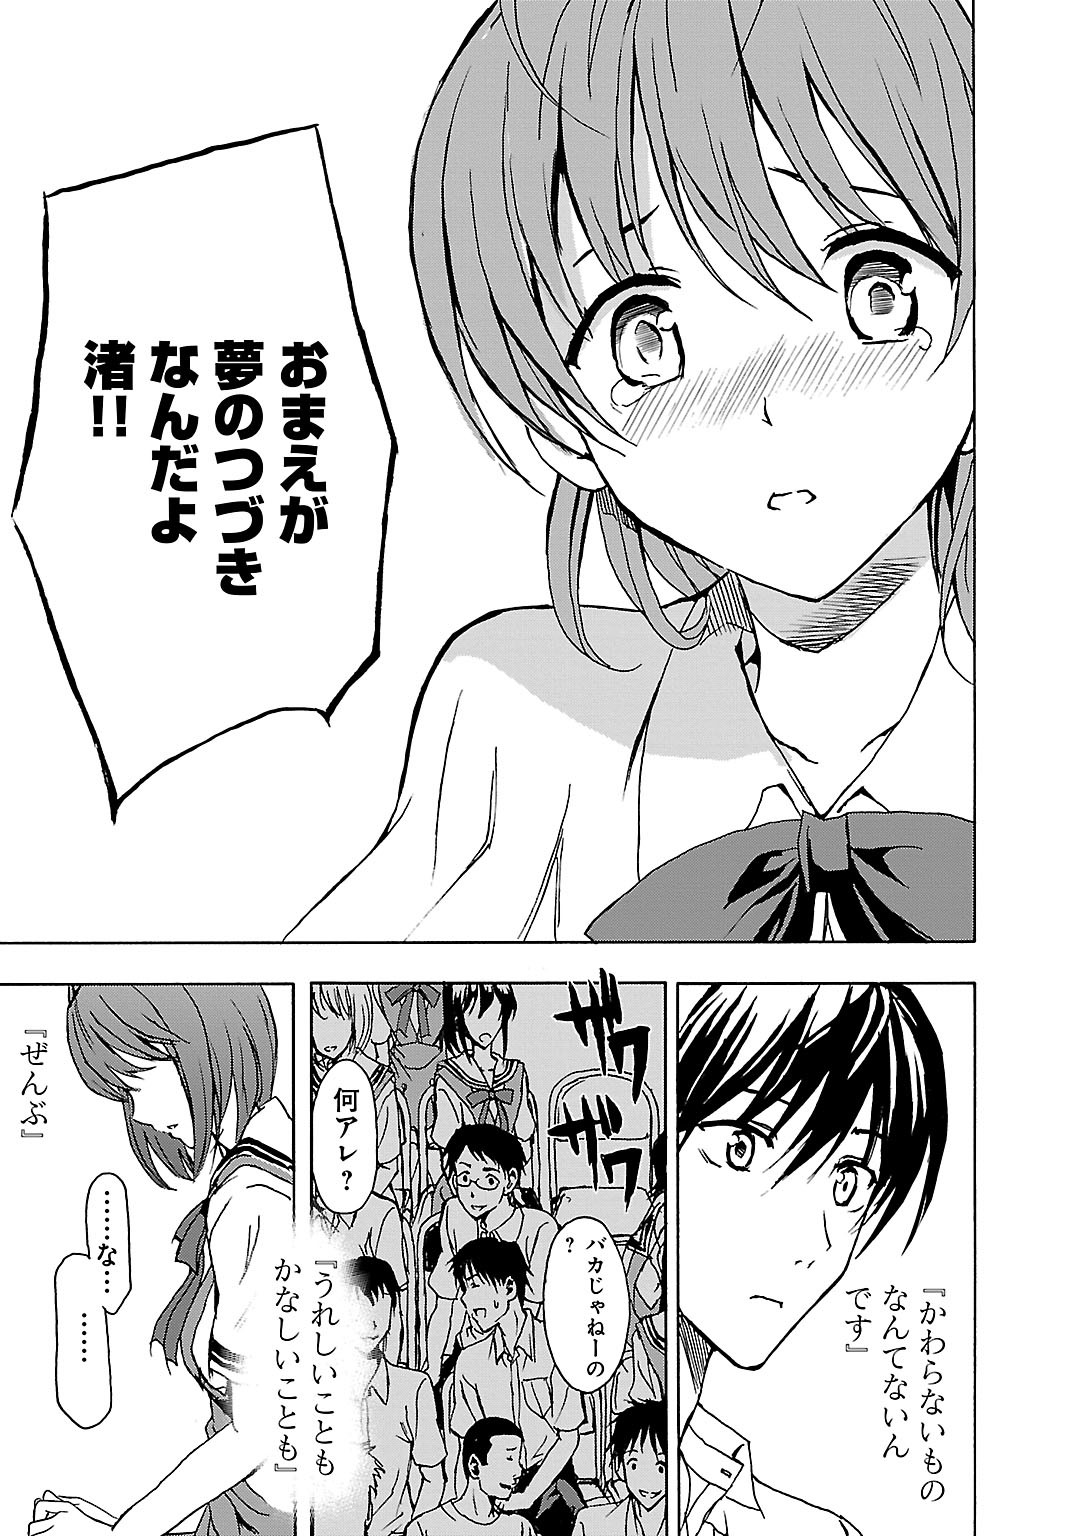 おまえが
夢のつづき
なんだよ
渚!!
『かわらないもの
なんてないん
です』
ザワ
ザワ
バカじゃねーの
？
何アレ？
『うれしいことも
かなしいことも』
……な…
……
『ぜんぶ』